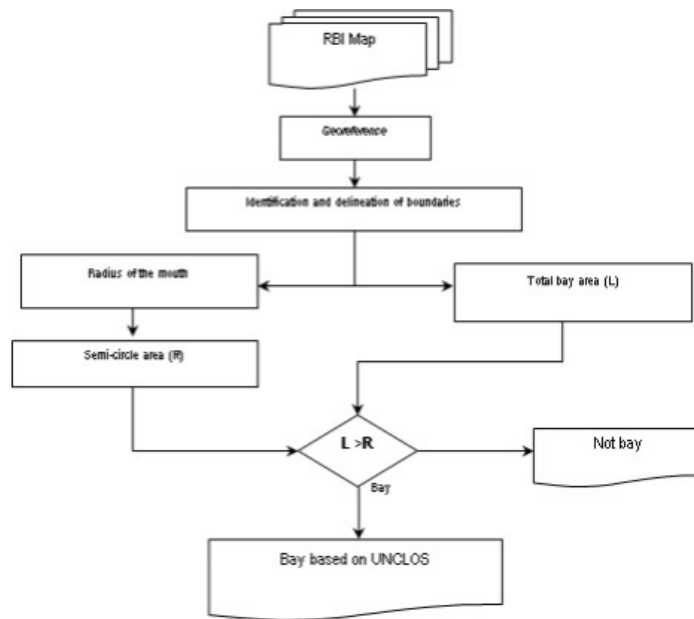 RBI Map
Georeference
Identification and delineation of boundaries
Radius of the mouth
Total bay area (L)
Semi-circle area (R)
L >R
Not bay
Bay
Bay based on UNCLOS